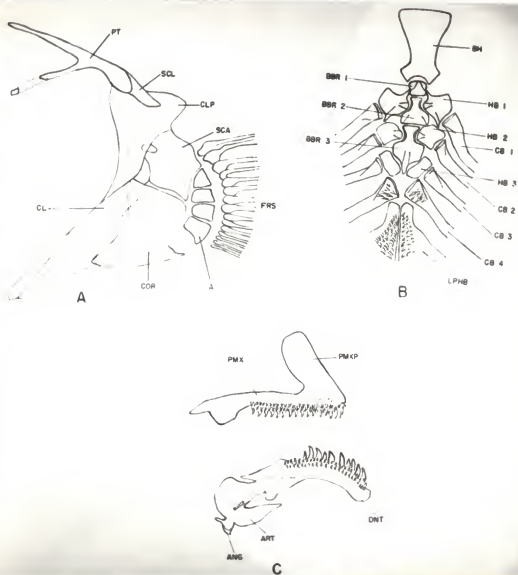 PT
SCL
CLP
SCA
FRS
CL
COR
A
A
BH
BBR 1
HB 1
BBR 2
HB 2
CB 1
BBR 3
HB 3
CB 2
CB 3
CB 4
LPHB
B
PMX
PMXP
DNT
ART
ANG
C